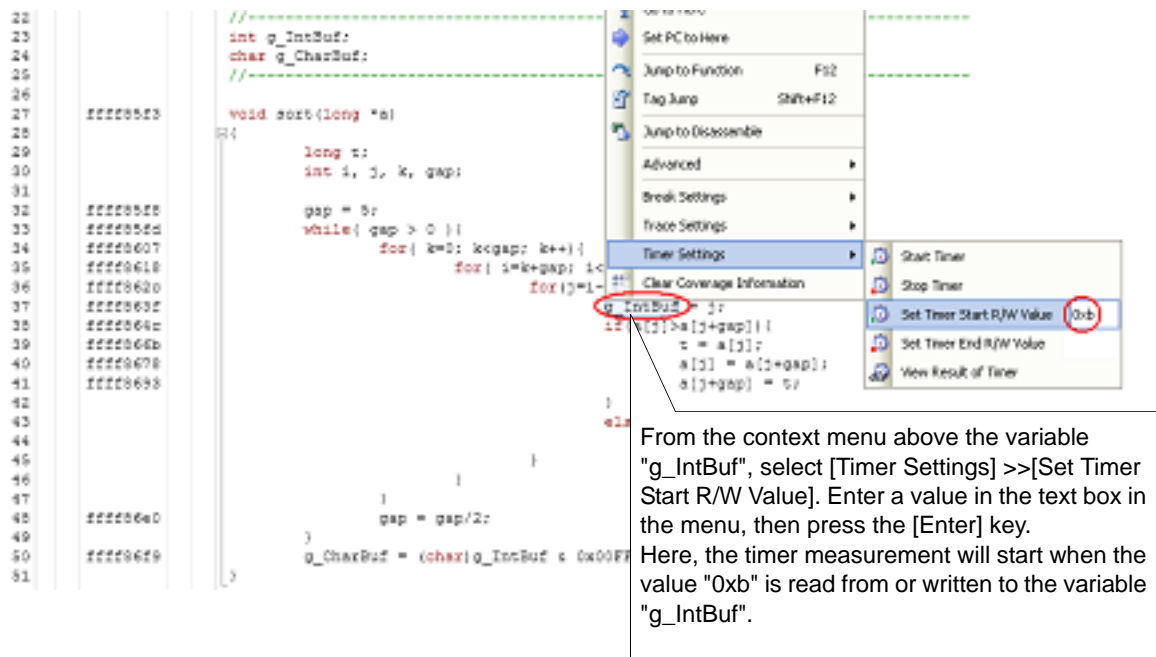 22 //----------------------------------------------------------------
Go to Here
23 int g_IntBuf;
Set PC to Here
24 char g_CharBuf;
25 //----------------------------------------------------------------
Jump to Function F12
26
Tag Jump Shift+F12
27 ffff85f3 void sort(long *a)
28 {
Jump to Disassemble
29 long t;
30 int i, j, k, gap;
Advanced
31
Break Settings
32 ffff85f8 gap = 5;
33 ffff85fd while( gap > 0 ){
Trace Settings
34 ffff8607 for( k=0; k<gap; k++){
Timer Settings
Start Timer
35 ffff8618 for( i=k+gap; i<
Clear Coverage Information
Stop Timer
36 for(j=i-
37 ffff863f g_IntBuf = j;
Set Timer Start R/W Value 0xb
38 if(a[j]>a[j+gap]){
39 ffff866b t = a[j];
Set Timer End R/W Value
40 ffff8678 a[j] = a[j+gap];
View Result of Timer
41 ffff8693 a[j+gap] = t;
42 }
43 els
44
45 }
46 }
47 }
48 ffff86e0 gap = gap/2;
49 }
50 ffff86f9 g_CharBuf = (char)g_IntBuf & 0x00FF
51 }
From the context menu above the variable
"g_IntBuf", select [Timer Settings] >>[Set Timer
Start R/W Value]. Enter a value in the text box in
the menu, then press the [Enter] key.
Here, the timer measurement will start when the
value "0xb" is read from or written to the variable
"g_IntBuf".